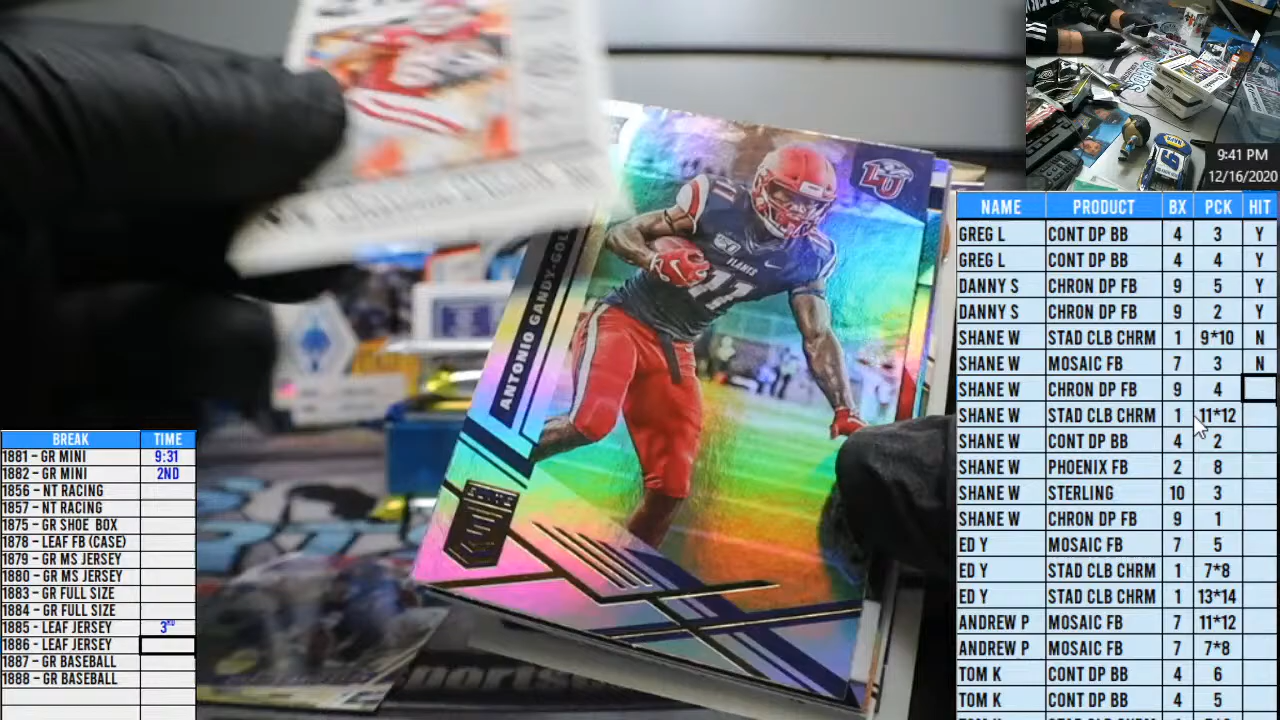 9:41 PM
12/16/2020
NAME PRODUCT BX PCK HIT
GREG L CONT DP BB 4 3 Y
GREG L CONT DP BB 4 4 Y
DANNY S CHRON DP FB 9 5 Y
DANNY S CHRON DP FB 9 2 Y
SHANE W STAD CLB CHRM 1 9*10 N
SHANE W MOSAIC FB 7 3 N
SHANE W CHRON DP FB 9 4
SHANE W STAD CLB CHRM 1 11*12
SHANE W CONT DP BB 4 2
SHANE W PHOENIX FB 2 8
SHANE W STERLING 10 3
SHANE W CHRON DP FB 9 1
ED Y MOSAIC FB 7 5
ED Y STAD CLB CHRM 1 7*8
ED Y STAD CLB CHRM 1 13*14
ANDREW P MOSAIC FB 7 11*12
ANDREW P MOSAIC FB 7 7*8
TOM K CONT DP BB 4 6
TOM K CONT DP BB 4 5
BREAK TIME
1881 – GR MINI 9:31
1882 – GR MINI 2ND
1856 – NT RACING
1857 – NT RACING
1875 – GR SHOE BOX
1878 – LEAF FB (CASE)
1879 – GR MS JERSEY
1880 – GR MS JERSEY
1883 – GR FULL SIZE
1884 – GR FULL SIZE
1885 – LEAF JERSEY 3RD
1886 – LEAF JERSEY
1887 – GR BASEBALL
1888 – GR BASEBALL
LU
FLAMES
11
11
ANTONIO GANDY-GOL
ELITE